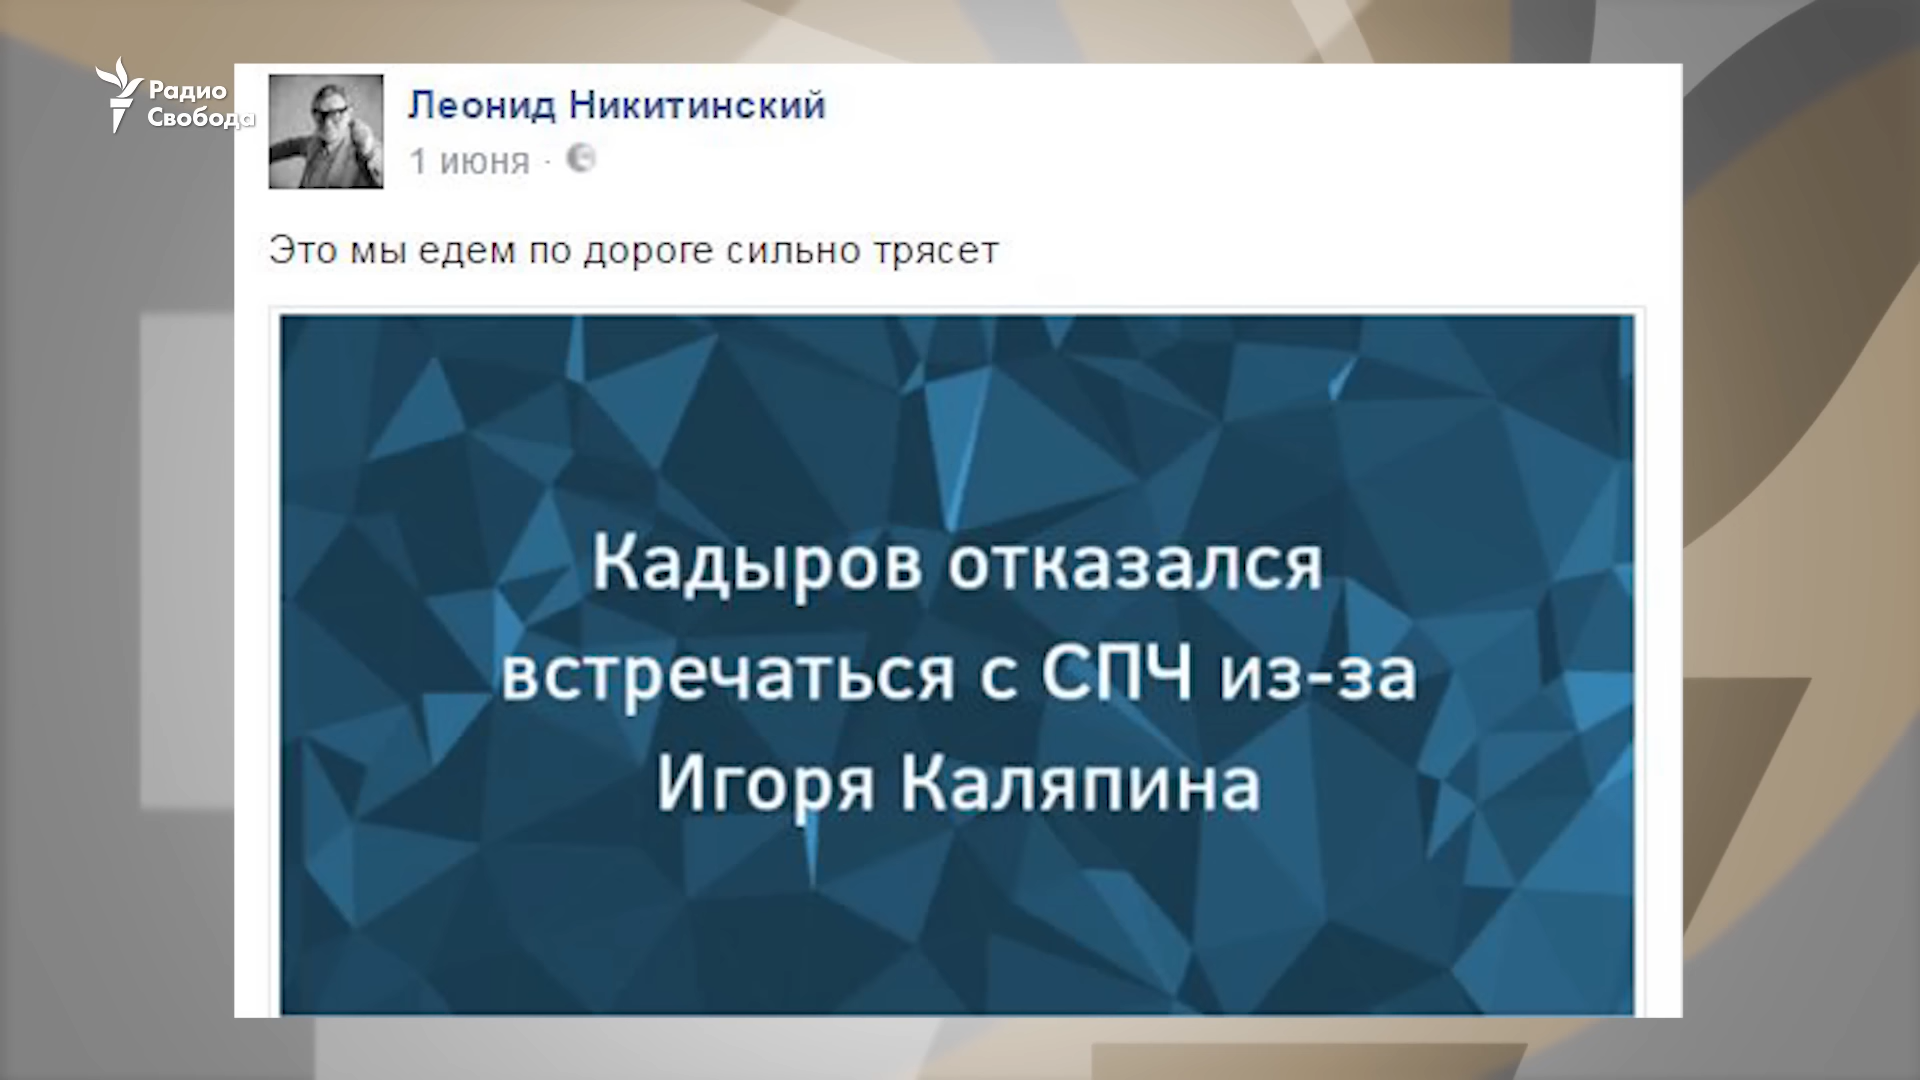 Радио
Свобода
Леонид Никитинский
1 июня ·
Это мы едем по дороге сильно трясет
Кадыров отказался
встречаться с СПЧ из-за
Игоря Каляпина